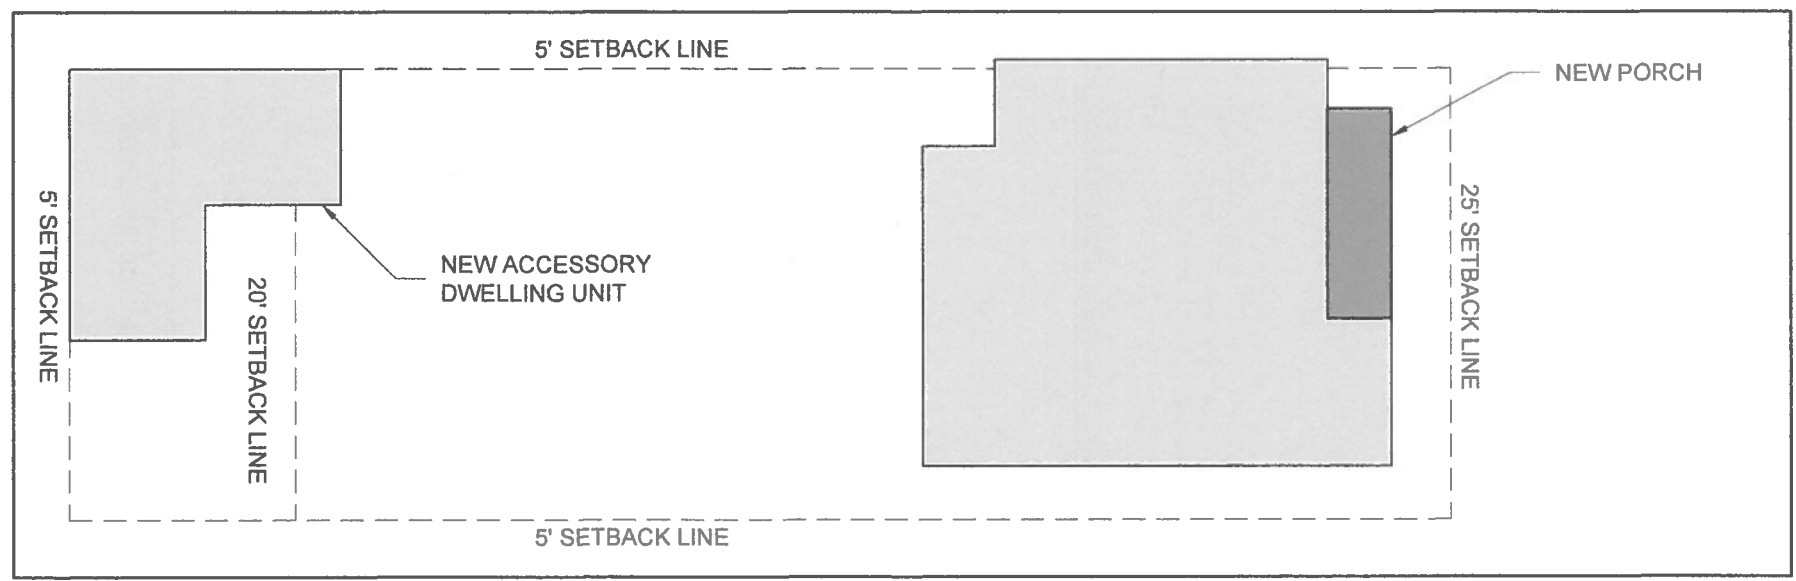 5' SETBACK LINE
NEW PORCH
5' SETBACK LINE
25' SETBACK LINE
NEW ACCESSORY
DWELLING UNIT
20' SETBACK LINE
5' SETBACK LINE